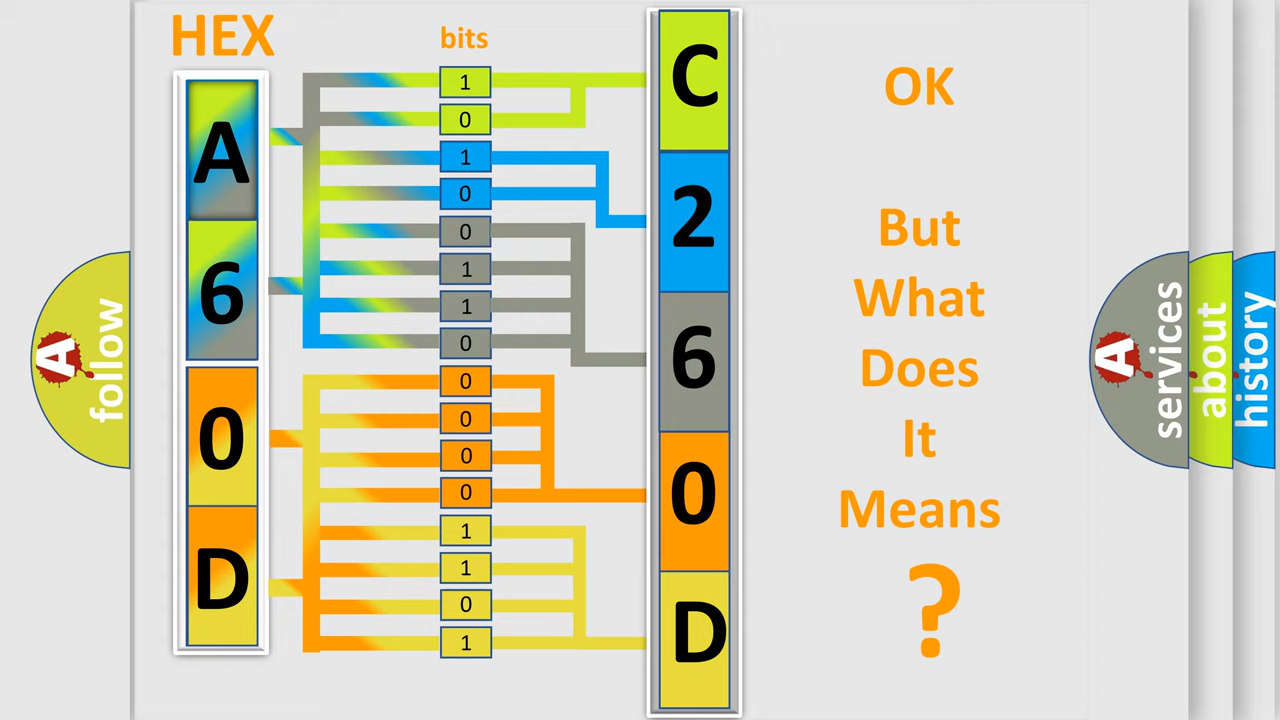 HEX
bits
A
6
0
D
1
0
1
0
0
1
1
0
0
0
0
0
1
1
0
1
C
2
6
0
D
OK
But
What
Does
It
Means
?
A
follow
A
services
about
history